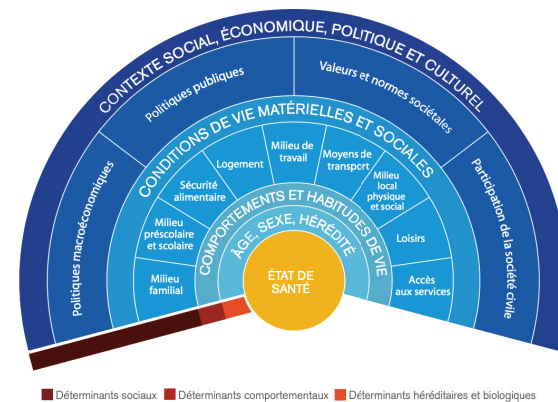 CONTEXTE SOCIAL, ÉCONOMIQUE, POLITIQUE ET CULTUREL
Politiques macroéconomiques
Politiques publiques
Valeurs et normes sociétales
Participation de la société civile
CONDITIONS DE VIE MATÉRIELLES ET SOCIALES
Milieu
familial
Milieu
préscolaire
et scolaire
Sécurité
alimentaire
Logement
Milieu de
travail
Moyens de
transport
Milieu
local
physique
et social
Loisirs
Accès
aux services
COMPORTEMENTS ET HABITUDES DE VIE
ÂGE, SEXE, HÉRÉDITÉ
ÉTAT DE
SANTÉ
Déterminants sociaux
Déterminants comportementaux
Déterminants héréditaires et biologiques